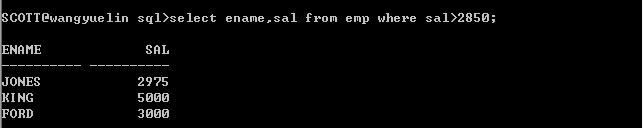 SCOTT@wangyuelin sql>select ename,sal from emp where sal>2850;
ENAME             SAL
---------- ----------
JONES            2975
KING             5000
FORD             3000